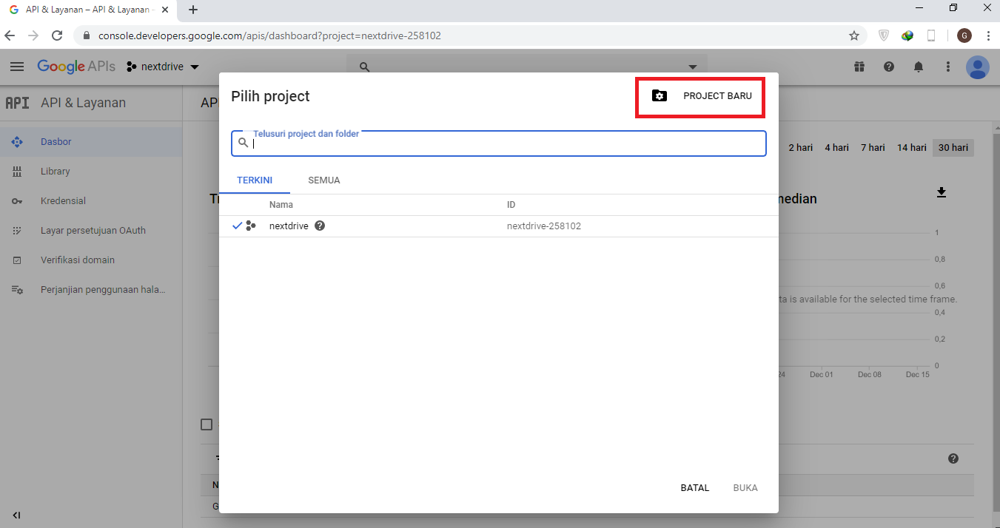 API & Layanan – API & Layanan -
console.developers.google.com/apis/dashboard?project=nextdrive-258102
G
Google APIs
nextdrive
API API & Layanan
API
Pilih project
PROJECT BARU
Telusuri project dan folder
Dasbor
Library
Kredensial
Layar persetujuan OAuth
Verifikasi domain
Perjanjian penggunaan hala...
2 hari 4 hari 7 hari 14 hari 30 hari
TERKINI SEMUA
Nama ID
nextdrive nextdrive-258102
median
1
0,8
0,6
ta is available for the selected time frame.
0,4
0,2
0
24 Dec 01 Dec 08 Dec 15
BATAL BUKA
N
G